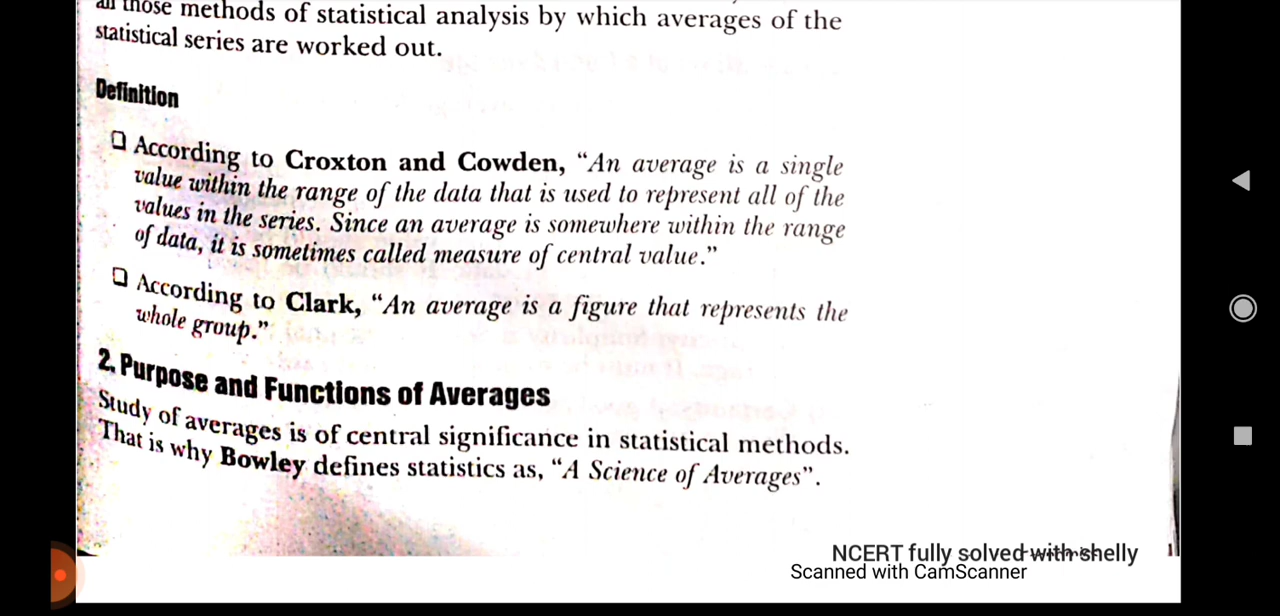 all those methods of statistical analysis by which averages of the
statistical series are worked out.
Definition
❑ According to Croxton and Cowden, “An average is a single
value within the range of the data that is used to represent all of the
values in the series. Since an average is somewhere within the range
of data, it is sometimes called measure of central value.”
❑ According to Clark, “An average is a figure that represents the
whole group.”
2. Purpose and Functions of Averages
Study of averages is of central significance in statistical methods.
That is why Bowley defines statistics as, “A Science of Averages”.
NCERT fully solved with shelly
Scanned with CamScanner